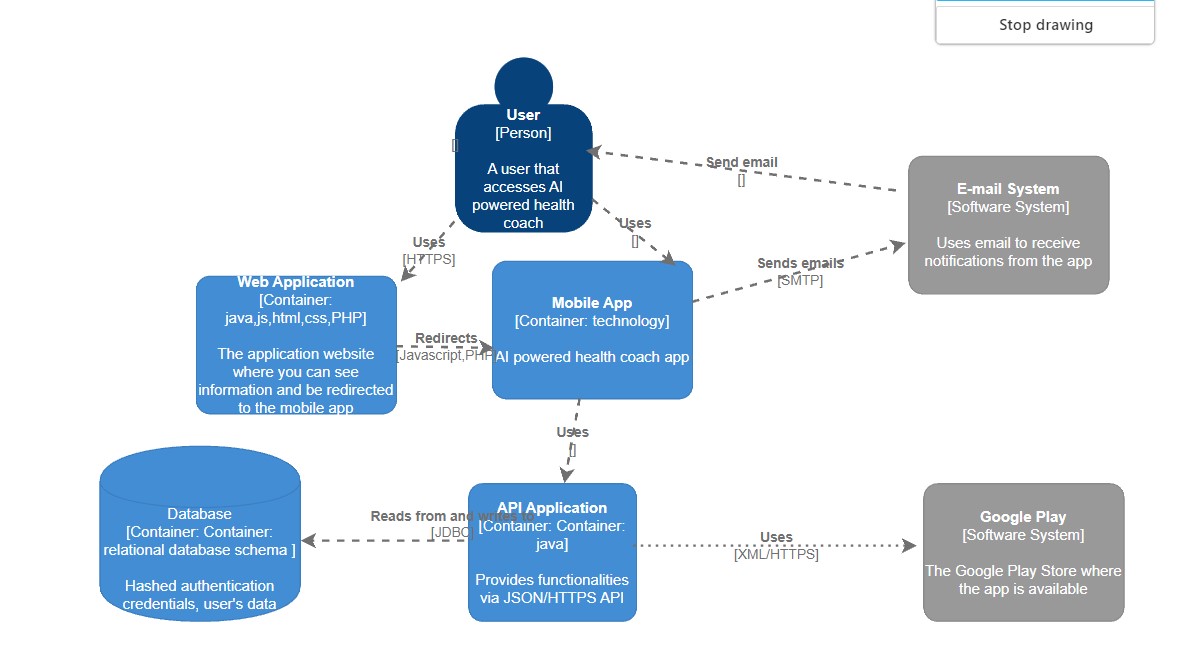 Stop drawing
User
[Person]
[]
A user that
accesses AI
powered health
coach
Send email
[]
E-mail System
[Software System]
Uses email to receive
notifications from the app
Uses
[HTTPS]
Uses
[]
Sends emails
[SMTP]
Web Application
[Container:
java,js,html,css,PHP]
The application website
where you can see
information and be redirected
to the mobile app
Redirects
[Javascript,PHP
Mobile App
[Container: technology]
AI powered health coach app
Uses
[]
Database
[Container: Container:
relational database schema ]
Hashed authentication
credentials, user's data
Reads from and writes to
[JDBC]
API Application
[Container: Container:
java]
Provides functionalities
via JSON/HTTPS API
Uses
[XML/HTTPS]
Google Play
[Software System]
The Google Play Store where
the app is available